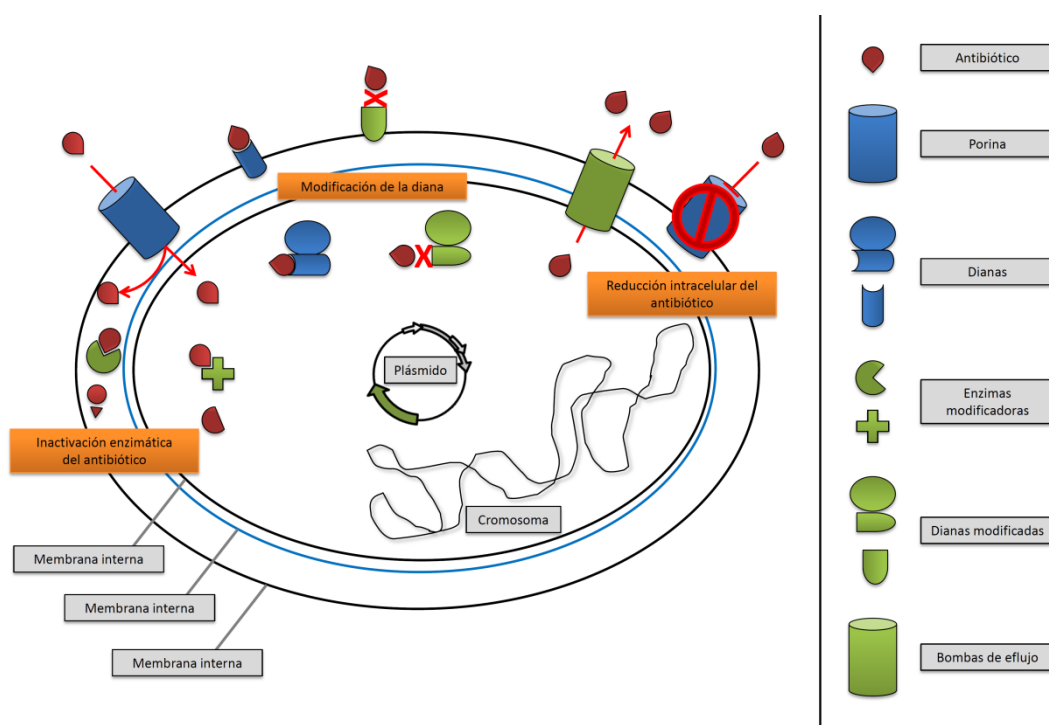 Modificación de la diana
Reducción intracelular del
antibiótico
Plásmido
Inactivación enzimática
del antibiótico
Cromosoma
Membrana interna
Membrana interna
Membrana interna
Antibiótico
Porina
Dianas
Enzimas
modificadoras
Dianas modificadas
Bombas de eflujo